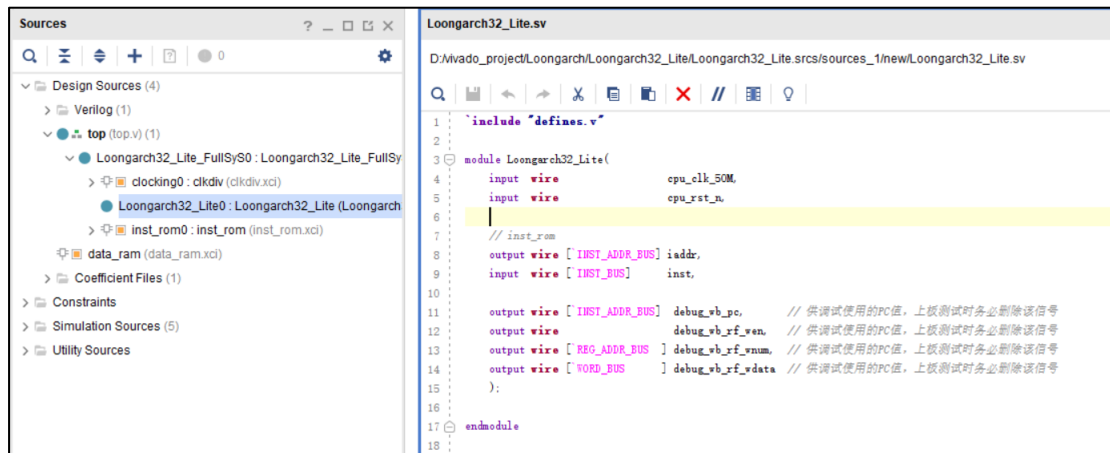 Sources
? _ □ ×
0
Design Sources (4)
Verilog (1)
top (top.v) (1)
Loongarch32_Lite_FullSyS0 : Loongarch32_Lite_FullSy
clocking0 : clkdiv (clkdiv.xci)
Loongarch32_Lite0 : Loongarch32_Lite (Loongarch
inst_rom0 : inst_rom (inst_rom.xci)
data_ram (data_ram.xci)
Coefficient Files (1)
Constraints
Simulation Sources (5)
Utility Sources
Loongarch32_Lite.sv
D:/vivado_project/Loongarch/Loongarch32_Lite/Loongarch32_Lite.srcs/sources_1/new/Loongarch32_Lite.sv
1 `include "defines.v"
2
3 module Loongarch32_Lite(
4 input wire cpu_clk_50M,
5 input wire cpu_rst_n,
6
7 // inst_rom
8 output wire [`INST_ADDR_BUS] iaddr,
9 input wire [`INST_BUS] inst,
10
11 output wire [`INST_ADDR_BUS] debug_wb_pc, // 供调试使用的PC值，上板测试时务必删除该信号
12 output wire debug_wb_rf_wen, // 供调试使用的PC值，上板测试时务必删除该信号
13 output wire [`REG_ADDR_BUS ] debug_wb_rf_wnum, // 供调试使用的PC值，上板测试时务必删除该信号
14 output wire [`WORD_BUS ] debug_wb_rf_wdata // 供调试使用的PC值，上板测试时务必删除该信号
15 );
16
17 endmodule
18